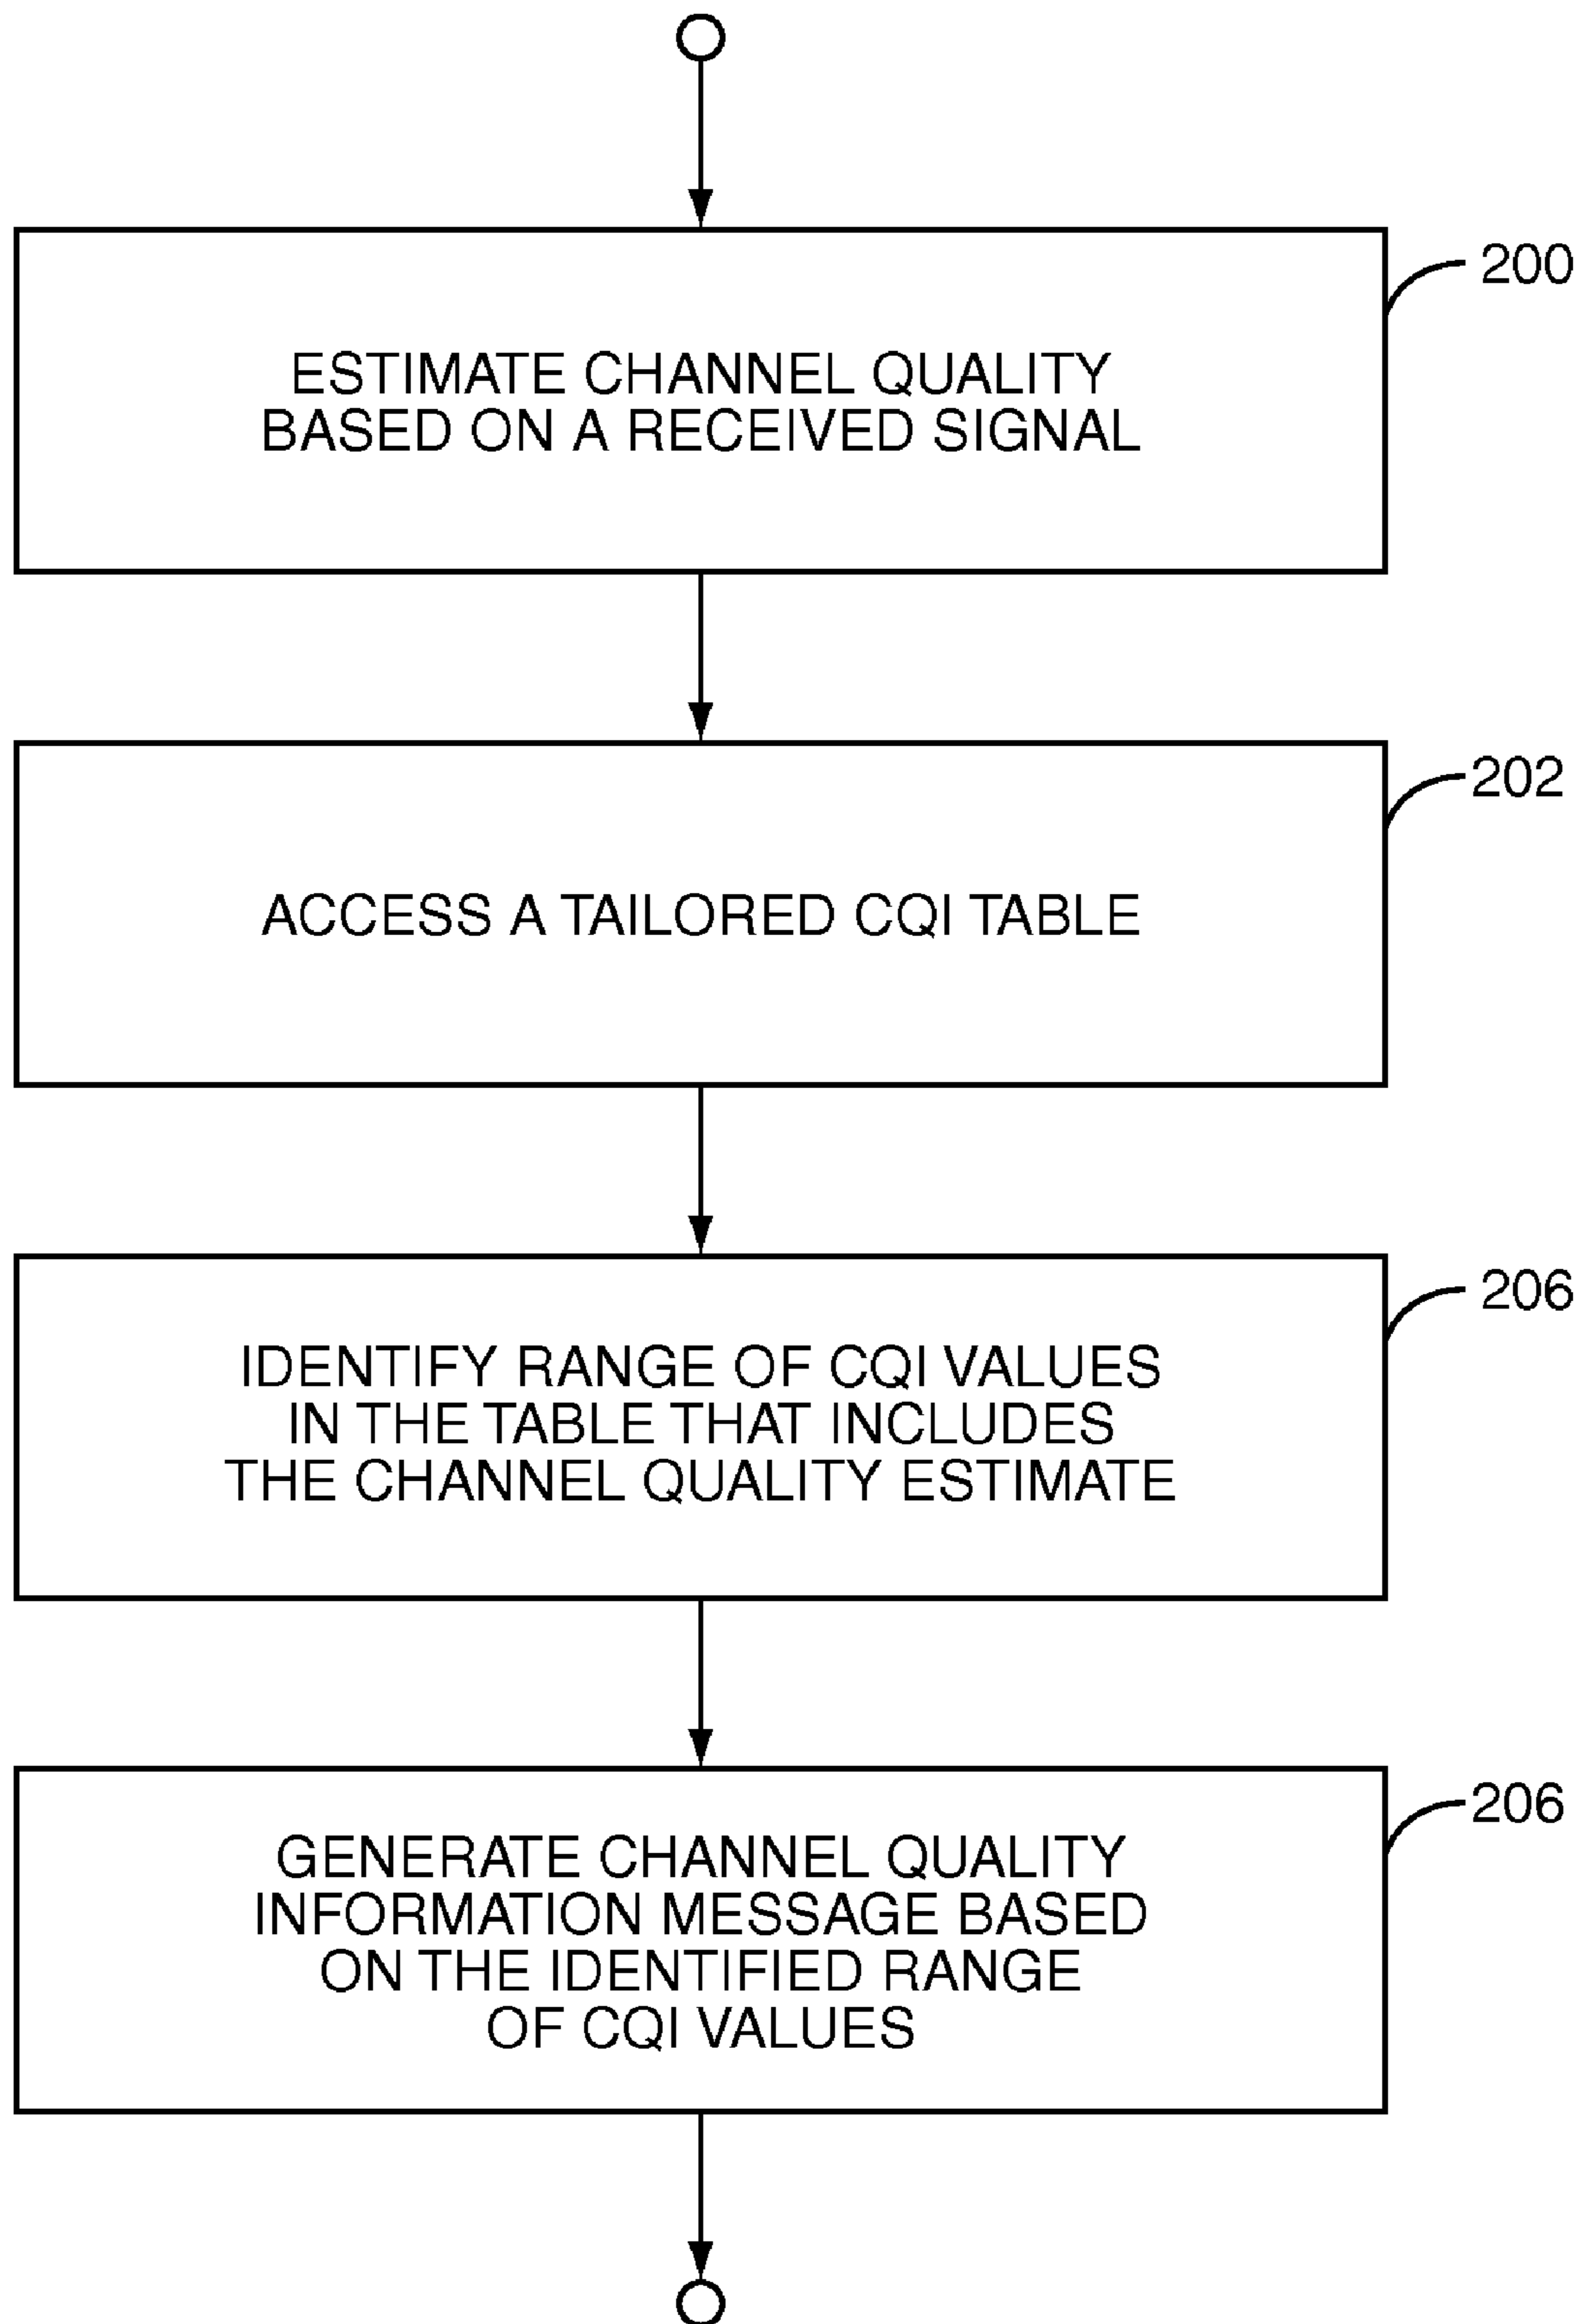 200
ESTIMATE CHANNEL QUALITY
BASED ON A RECEIVED SIGNAL
202
ACCESS A TAILORED CQI TABLE
206
IDENTIFY RANGE OF CQI VALUES
IN THE TABLE THAT INCLUDES
THE CHANNEL QUALITY ESTIMATE
206
GENERATE CHANNEL QUALITY
INFORMATION MESSAGE BASED
ON THE IDENTIFIED RANGE
OF CQI VALUES